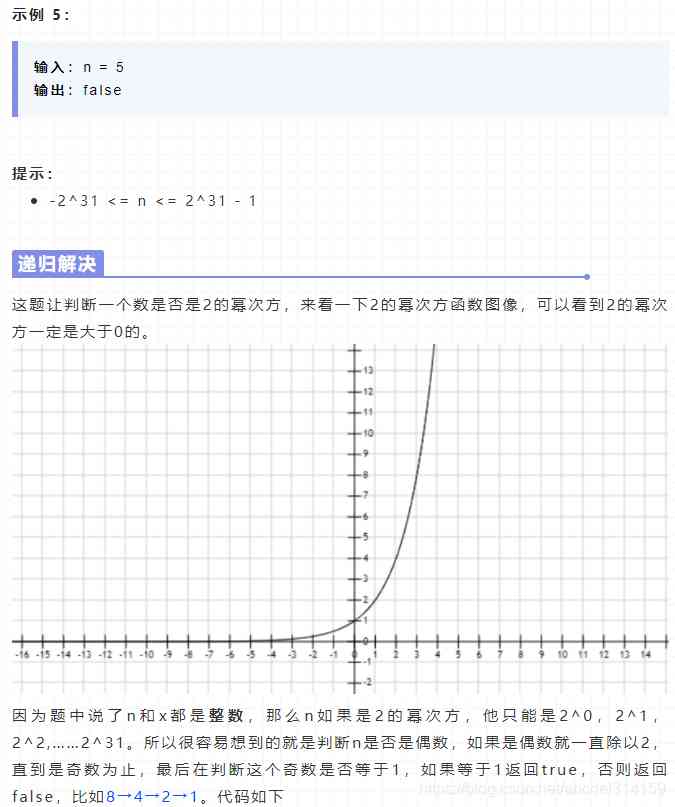 示例 5：
输入：n = 5
输出：false
提示：
-2^31 <= n <= 2^31 - 1
递归解决
这题让判断一个数是否是2的幂次方，来看一下2的幂次方函数图像，可以看到2的幂次
方一定是大于0的。
13
12
11
10
9
8
7
6
5
4
3
2
1
0
-16 -15 -14 -13 -12 -11 -10 -9 -8 -7 -6 -5 -4 -3 -2 -1 0 1 2 3 4 5 6 7 8 9 10 11 12 13 14
-1
-2
因为题中说了n和x都是整数，那么n如果是2的幂次方，他只能是2^0，2^1，
2^2,……2^31。所以很容易想到的就是判断n是否是偶数，如果是偶数就一直除以2，
直到是奇数为止，最后在判断这个奇数是否等于1，如果等于1返回true，否则返回
false，比如8→4→2→1。代码如下